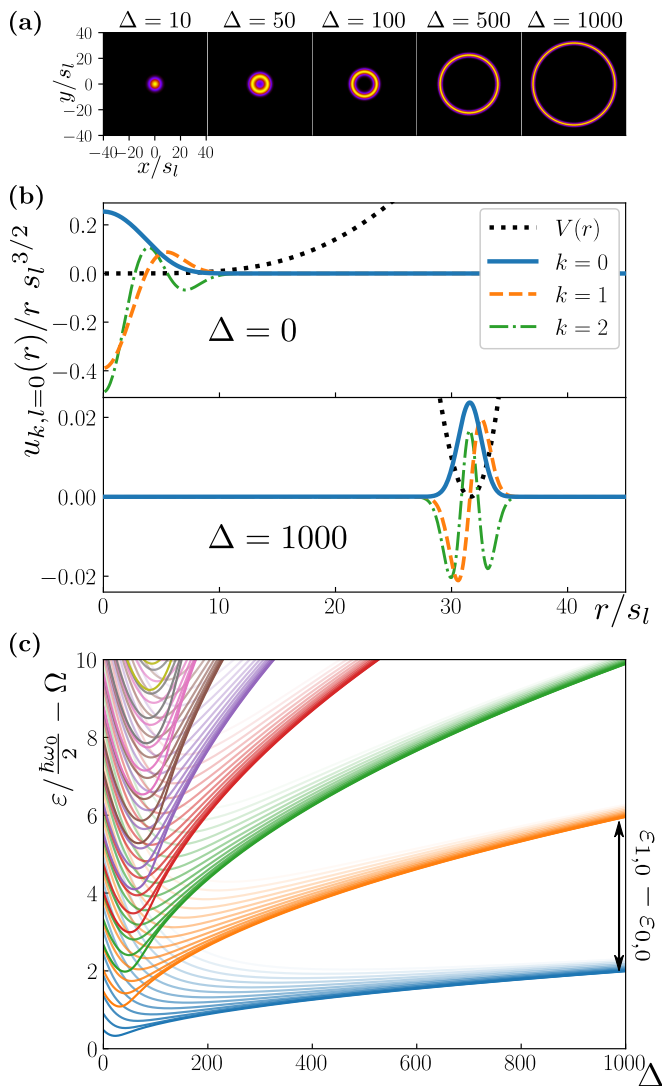 (a)
Δ = 10 Δ = 50 Δ = 100 Δ = 500 Δ = 1000
y/s_l
40
20
0
−20
−40
−40 −20 0 20 40
x/s_l
(b)
u_{k,l=0}(r)/r s_l^{3/2}
0.2
0.0
−0.2
−0.4
V(r)
k = 0
k = 1
k = 2
Δ = 0
0.02
0.00
−0.02
Δ = 1000
0 10 20 30 40
r/s_l
(c)
ε/\frac{ℏω_0}{2} − Ω
10
8
6
4
2
0
ε_{1,0} − ε_{0,0}
0 200 400 600 800 1000
Δ